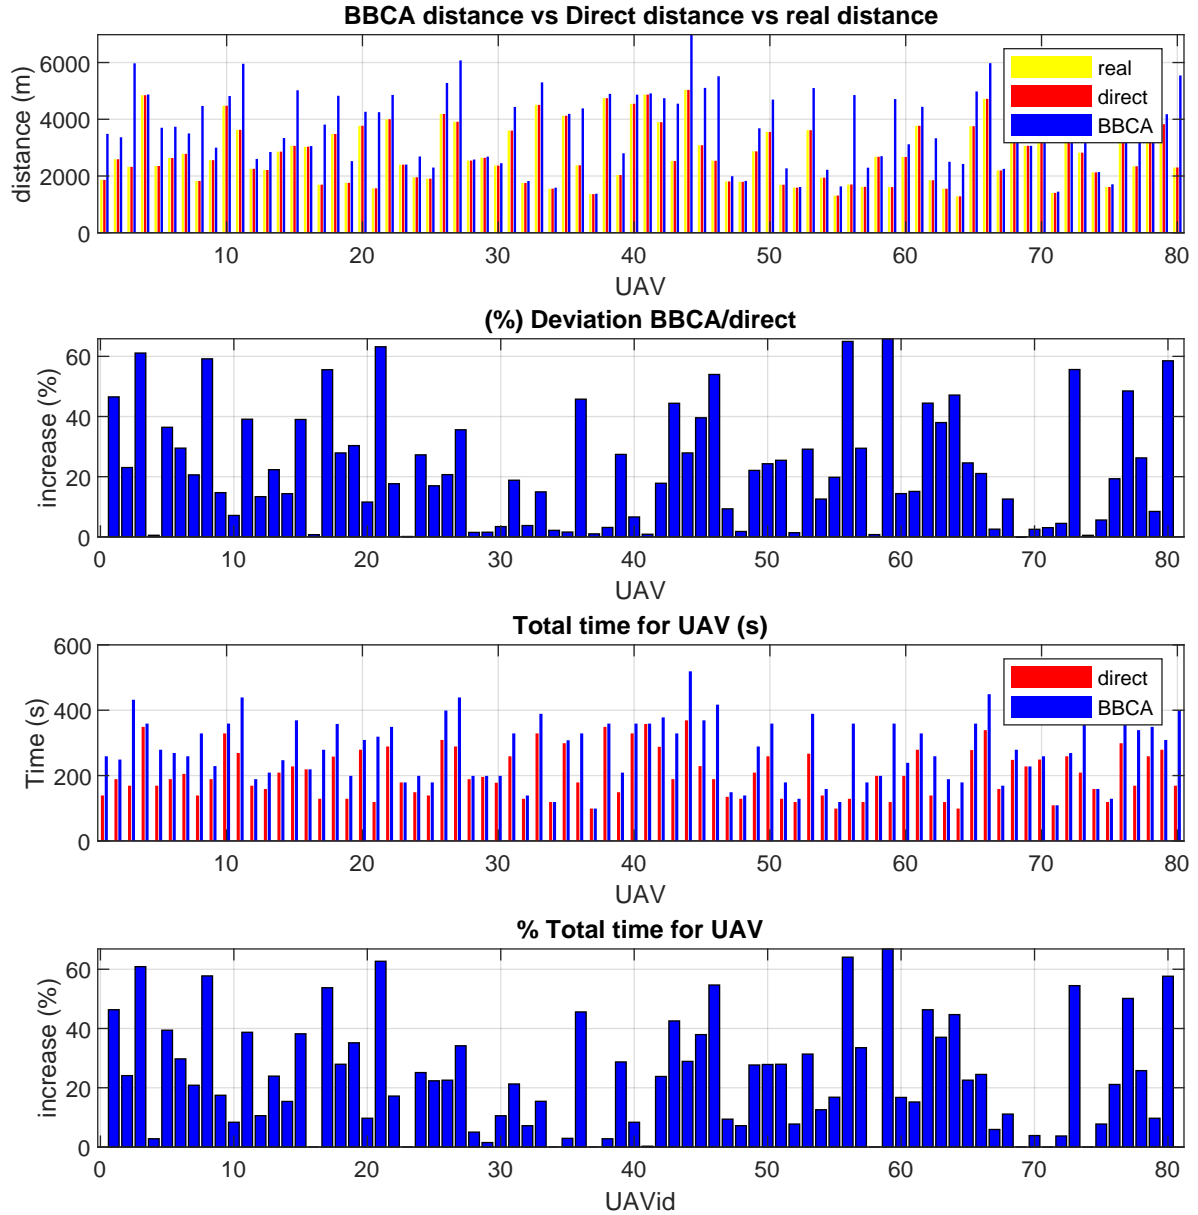 BBCA distance vs Direct distance vs real distance
distance (m)
6000
4000
2000
0
real
direct
BBCA
10 20 30 40 50 60 70 80
UAV
(%) Deviation BBCA/direct
increase (%)
60
40
20
0
0 10 20 30 40 50 60 70 80
UAV
Total time for UAV (s)
Time (s)
600
400
200
0
direct
BBCA
10 20 30 40 50 60 70 80
UAV
% Total time for UAV
increase (%)
60
40
20
0
0 10 20 30 40 50 60 70 80
UAVid